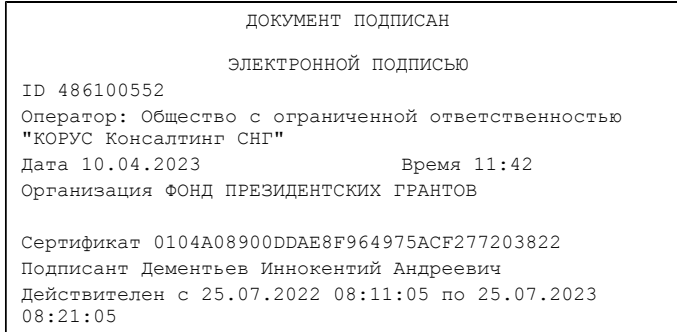 ДОКУМЕНТ ПОДПИСАН
ЭЛЕКТРОННОЙ ПОДПИСЬЮ
ID 486100552
Оператор: Общество с ограниченной ответственностью
"КОРУС Консалтинг СНГ"
Дата 10.04.2023 Время 11:42
Организация ФОНД ПРЕЗИДЕНТСКИХ ГРАНТОВ
Сертификат 0104A08900DDAE8F964975ACF277203822
Подписант Дементьев Иннокентий Андреевич
Действителен с 25.07.2022 08:11:05 по 25.07.2023
08:21:05